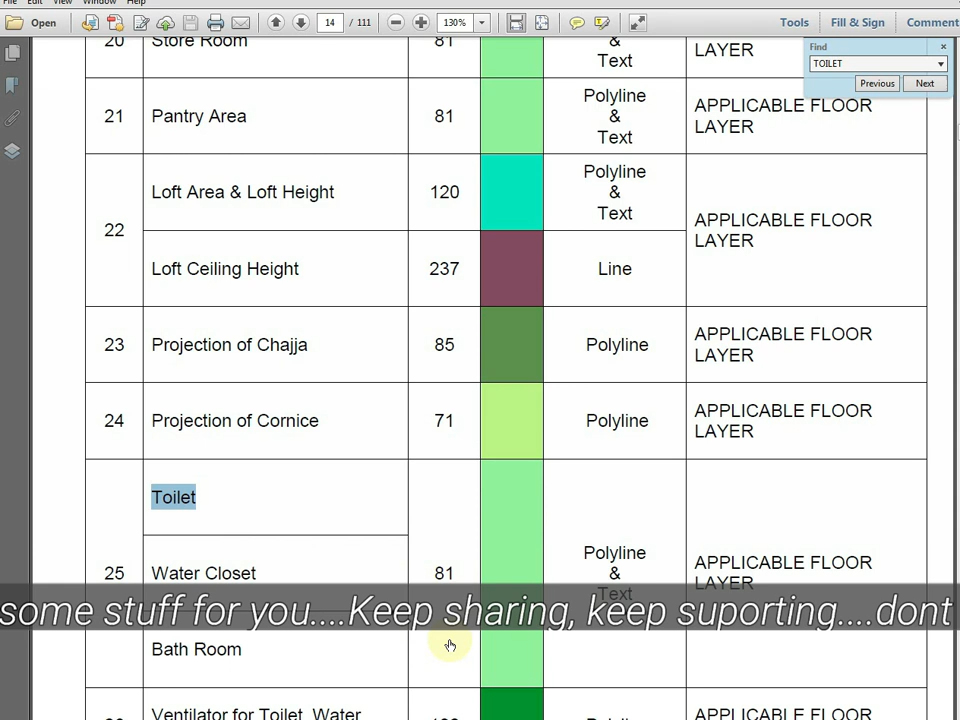 File Edit View Window Help
Open 14 / 111 130% Tools Fill & Sign Comment
Find
TOILET
Previous Next
20 Store Room 81 & Text LAYER
21 Pantry Area 81 Polyline & Text APPLICABLE FLOOR LAYER
22 Loft Area & Loft Height 120 Polyline & Text APPLICABLE FLOOR LAYER
Loft Ceiling Height 237 Line
23 Projection of Chajja 85 Polyline APPLICABLE FLOOR LAYER
24 Projection of Cornice 71 Polyline APPLICABLE FLOOR LAYER
Toilet
25 Water Closet 81 Polyline & Text APPLICABLE FLOOR LAYER
some stuff for you....Keep sharing, keep suporting....dont
Bath Room
Ventilator for Toilet, Water APPLICABLE FLOOR